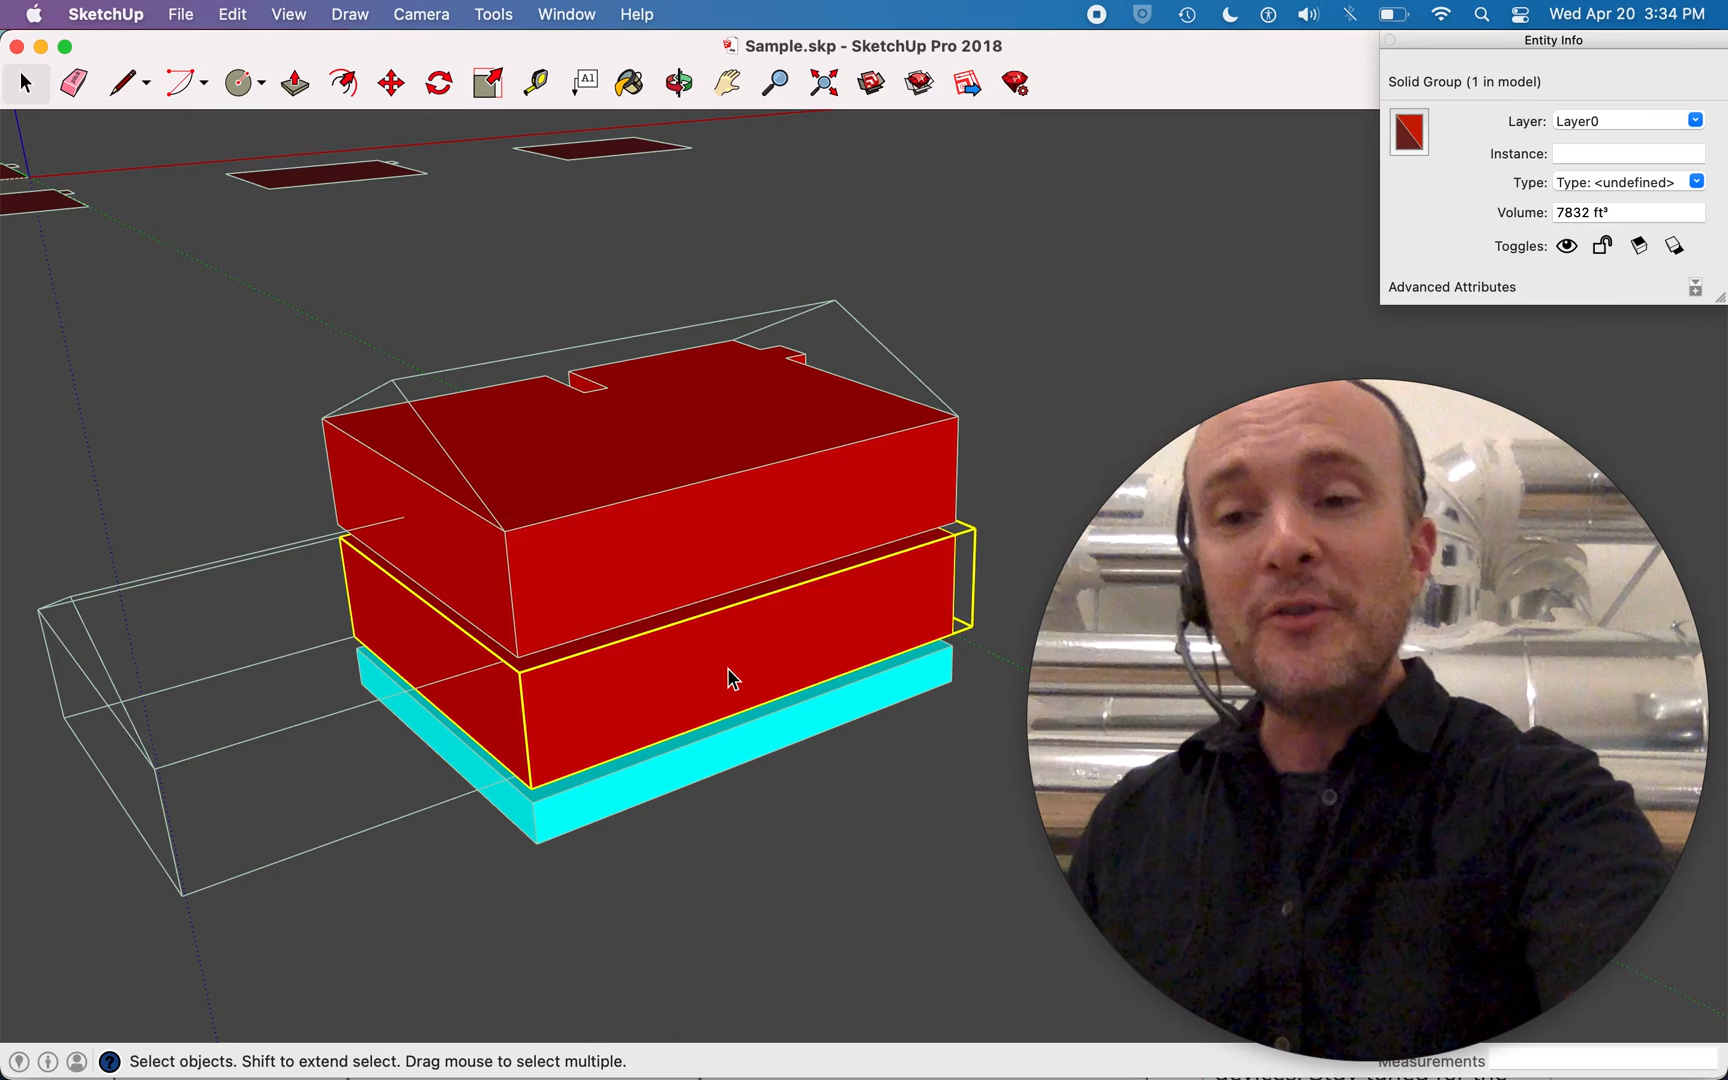 SketchUp File Edit View Draw Camera Tools Window Help
Wed Apr 20 3:34 PM
Sample.skp - SketchUp Pro 2018
A1
Entity Info
Solid Group (1 in model)
Layer: Layer0
Instance:
Type: Type: <undefined>
Volume: 7832 ft³
Toggles:
Advanced Attributes
Select objects. Shift to extend select. Drag mouse to select multiple.
Measurements